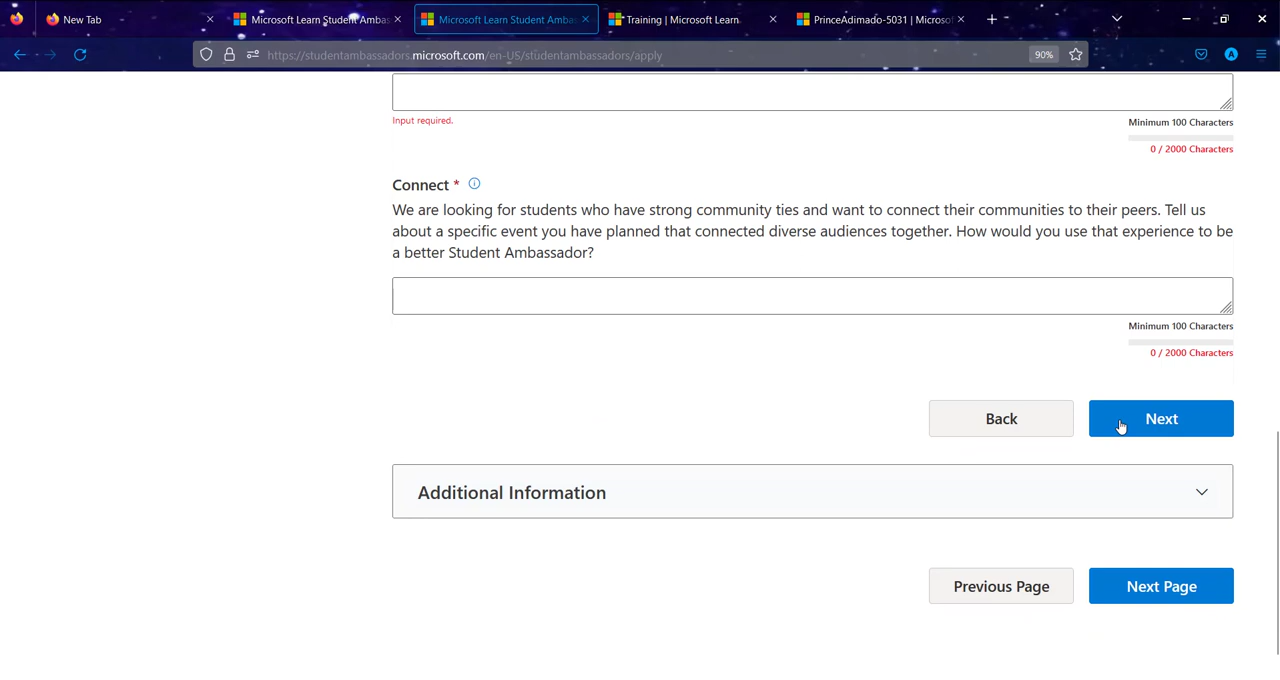 New Tab
Microsoft Learn Student Ambas
Microsoft Learn Student Ambas
Training | Microsoft Learn
PrinceAdimado-5031 | Microsof
https://studentambassadors.microsoft.com/en-US/studentambassadors/apply
90%
A
Input required.
Minimum 100 Characters
0 / 2000 Characters
Connect *
We are looking for students who have strong community ties and want to connect their communities to their peers. Tell us
about a specific event you have planned that connected diverse audiences together. How would you use that experience to be
a better Student Ambassador?
Minimum 100 Characters
0 / 2000 Characters
Back
Next
Additional Information
Previous Page
Next Page